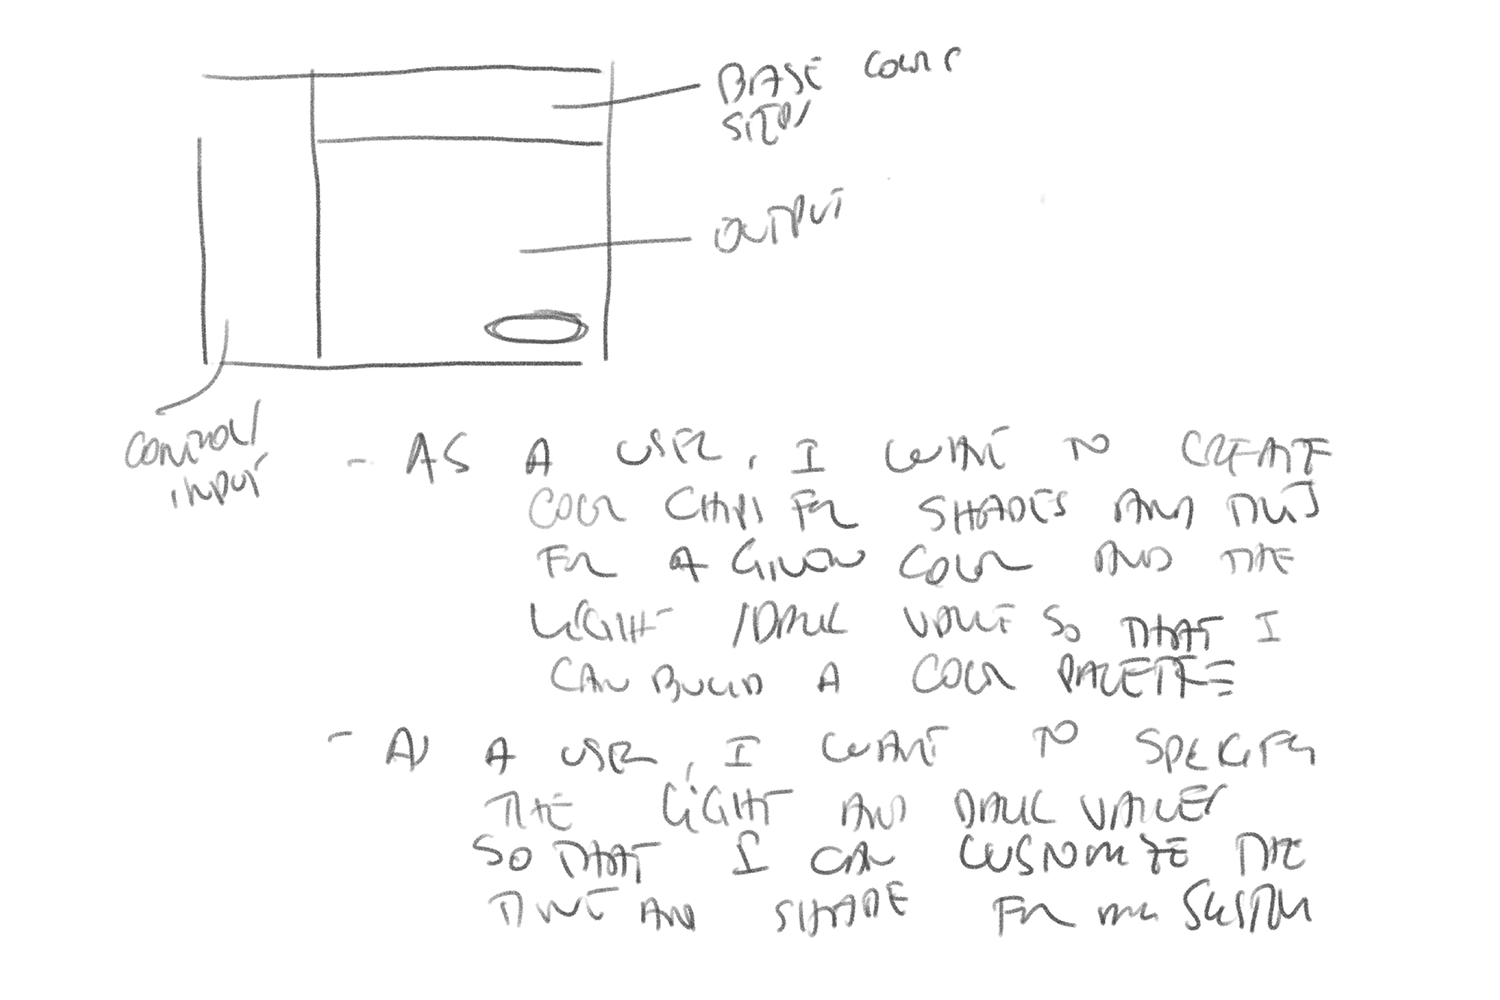 BASE COLOR
STEPS
OUTPUT
CONTROL/
INPUT
- AS A USER, I WANT TO CREATE
COLOR CHIPS FOR SHADES AND TINTS
FOR A GIVEN COLOR AND THE
LIGHT / DARK VALUE SO THAT I
CAN BUILD A COLOR PALETTE
- AS A USER, I WANT TO SPECIFY
THE LIGHT AND DARK VALUES
SO THAT I CAN CUSTOMIZE THE
TINT AND SHADE FOR MY SYSTEM